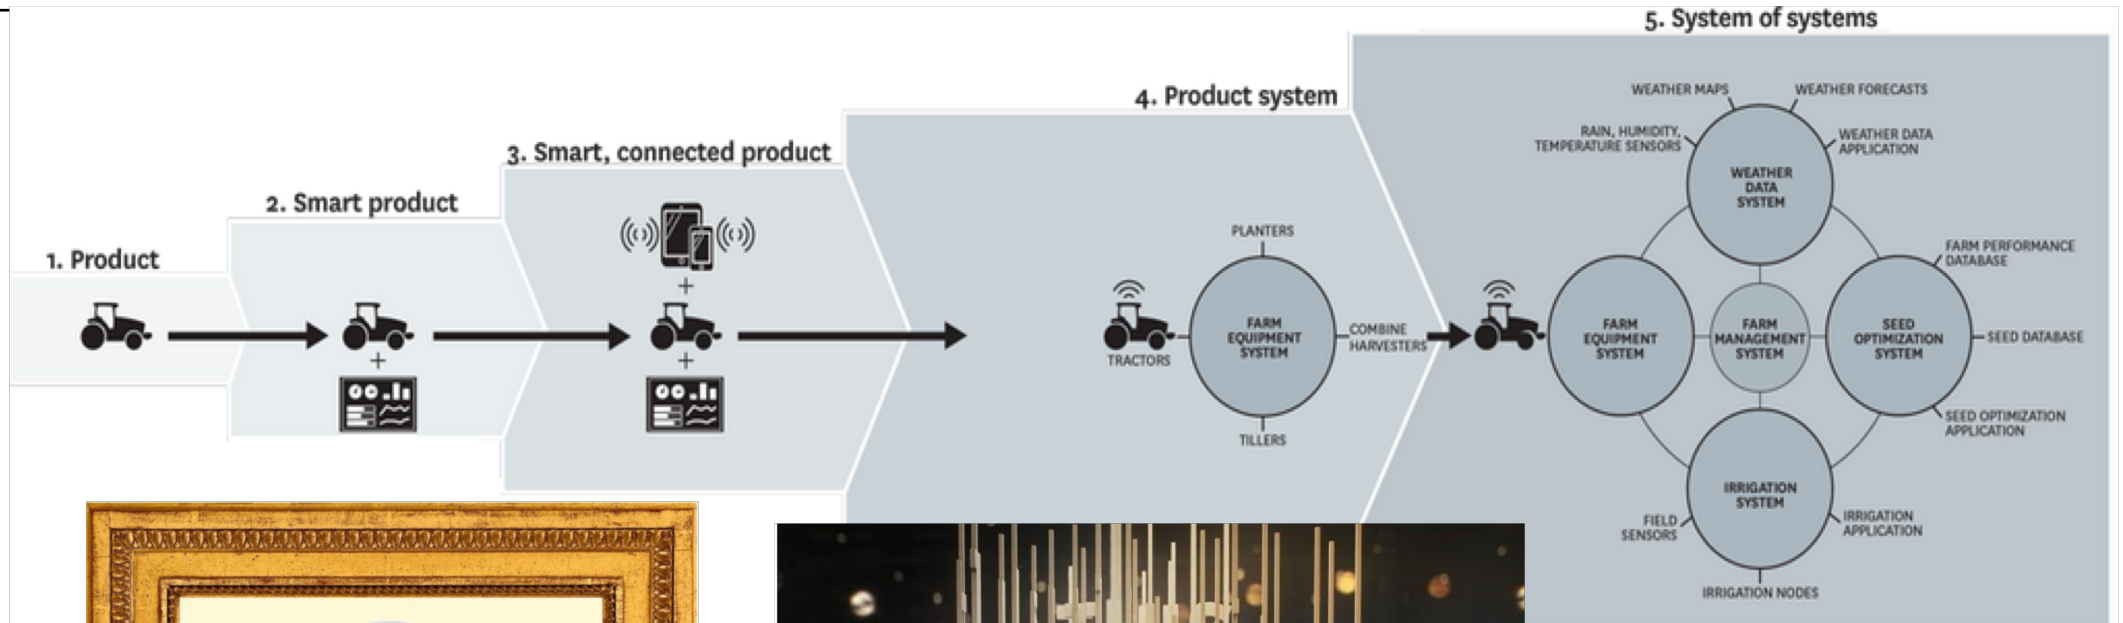 1. Product
2. Smart product
3. Smart, connected product
4. Product system
PLANTERS
TRACTORS
FARM
EQUIPMENT
SYSTEM
COMBINE
HARVESTERS
TILLERS
5. System of systems
WEATHER MAPS
WEATHER FORECASTS
RAIN, HUMIDITY,
TEMPERATURE SENSORS
WEATHER DATA
APPLICATION
WEATHER
DATA
SYSTEM
FARM PERFORMANCE
DATABASE
FARM
EQUIPMENT
SYSTEM
FARM
MANAGEMENT
SYSTEM
SEED
OPTIMIZATION
SYSTEM
SEED DATABASE
SEED OPTIMIZATION
APPLICATION
IRRIGATION
SYSTEM
FIELD
SENSORS
IRRIGATION
APPLICATION
IRRIGATION NODES